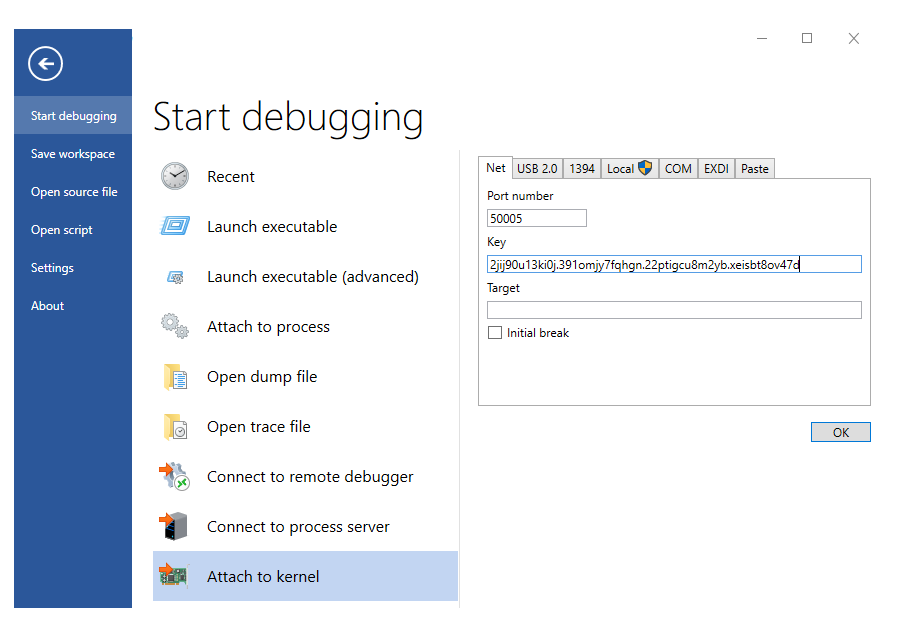 Start debugging
Save workspace
Open source file
Open script
Settings
About
Start debugging
Recent
Launch executable
Launch executable (advanced)
Attach to process
Open dump file
Open trace file
Connect to remote debugger
Connect to process server
Attach to kernel
Net USB 2.0 1394 Local COM EXDI Paste
Port number
50005
Key
2jij90u13ki0j.391omjy7fqhgn.22ptigcu8m2yb.xeisbt8ov47d
Target
Initial break
OK